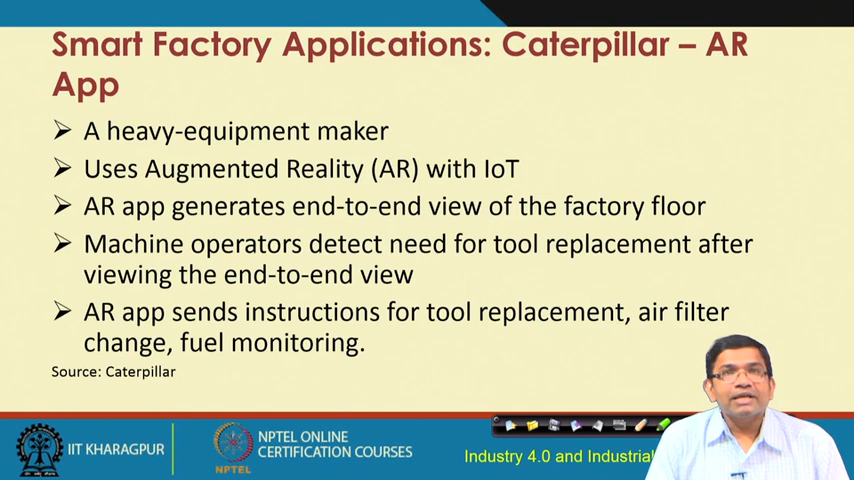 Smart Factory Applications: Caterpillar – AR
App
➢ A heavy-equipment maker
➢ Uses Augmented Reality (AR) with IoT
➢ AR app generates end-to-end view of the factory floor
➢ Machine operators detect need for tool replacement after
viewing the end-to-end view
➢ AR app sends instructions for tool replacement, air filter
change, fuel monitoring.
Source: Caterpillar
IIT KHARAGPUR
NPTEL
NPTEL ONLINE
CERTIFICATION COURSES
Industry 4.0 and Industrial